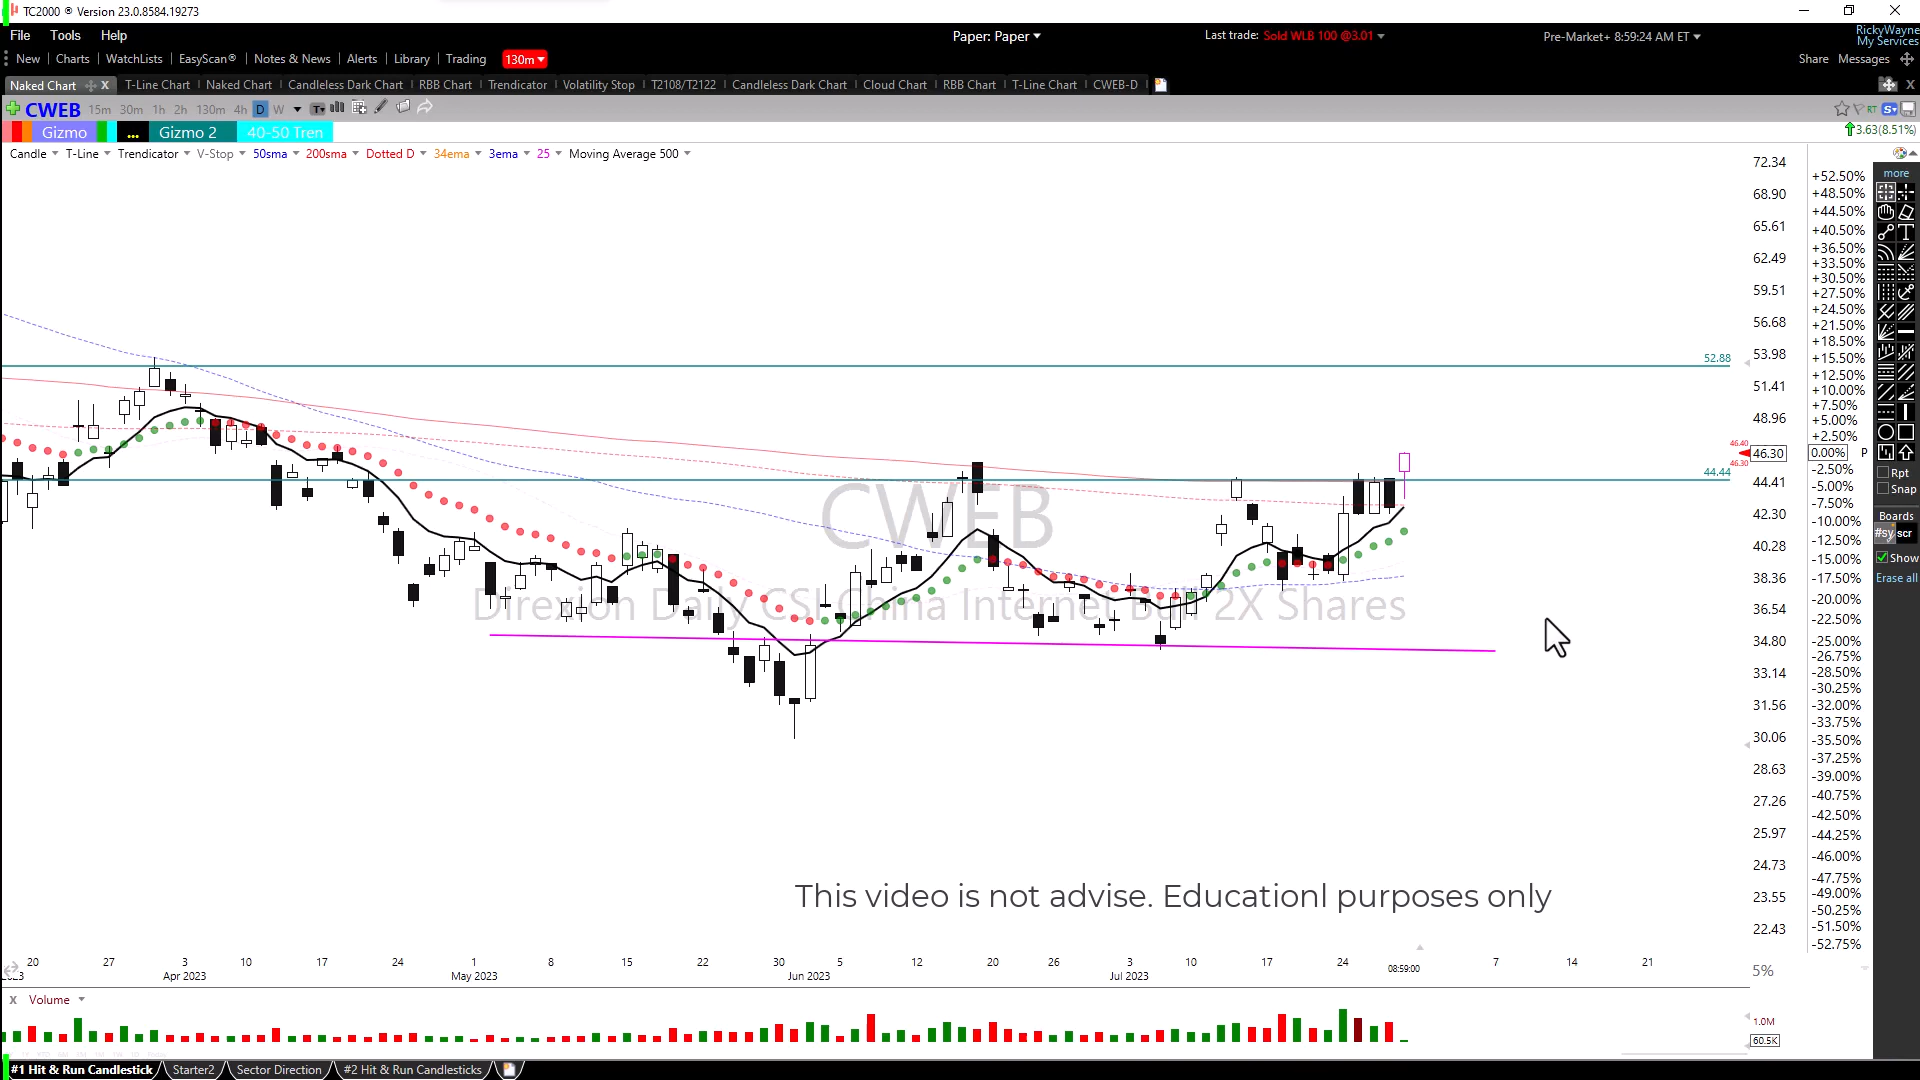 TC2000 ® Version 23.0.8584.19273
File Tools Help
Paper: Paper
Last trade: Sold WLB 100 @3.01
Pre-Market+ 8:59:24 AM ET
RickyWayne
My Services
New Charts WatchLists EasyScan® Notes & News Alerts Library Trading 130m
Share Messages
Naked Chart X T-Line Chart Naked Chart Candleless Dark Chart RBB Chart Trendicator Volatility Stop T2108/T2122 Candleless Dark Chart Cloud Chart RBB Chart T-Line Chart CWEB-D
CWEB 15m 30m 1h 2h 130m 4h D W
RT
Gizmo ... Gizmo 2 40-50 Tren
3.63(8.51%)
Candle T-Line Trendicator V-Stop 50sma 200sma Dotted D 34ema 3ema 25 Moving Average 500
72.34
68.90
65.61
62.49
59.51
56.68
53.98
51.41
48.96
46.30
44.41
42.30
40.28
38.36
36.54
34.80
33.14
31.56
30.06
28.63
27.26
25.97
24.73
23.55
22.43
5%
52.88
46.40
46.30
44.44
+52.50%
+48.50%
+44.50%
+40.50%
+36.50%
+33.50%
+30.50%
+27.50%
+24.50%
+21.50%
+18.50%
+15.50%
+12.50%
+10.00%
+7.50%
+5.00%
+2.50%
0.00% P
-2.50%
-5.00%
-7.50%
-10.00%
-12.50%
-15.00%
-17.50%
-20.00%
-22.50%
-25.00%
-26.75%
-28.50%
-30.25%
-32.00%
-33.75%
-35.50%
-37.25%
-39.00%
-40.75%
-42.50%
-44.25%
-46.00%
-47.75%
-49.00%
-50.25%
-51.50%
-52.75%
more
Rpt
Snap
Boards
#sy scr
Show
Erase all
CWEB
Direxion Daily CSI China Internet Bull 2X Shares
This video is not advise. Educationl purposes only
20 27 3 10 17 24 1 8 15 22 30 5 12 20 26 3 10 17 24 08:59:00 7 14 21
Apr 2023 May 2023 Jun 2023 Jul 2023
X Volume
1.0M
60.5K
#1 Hit & Run Candlestick Starter2 Sector Direction #2 Hit & Run Candlesticks